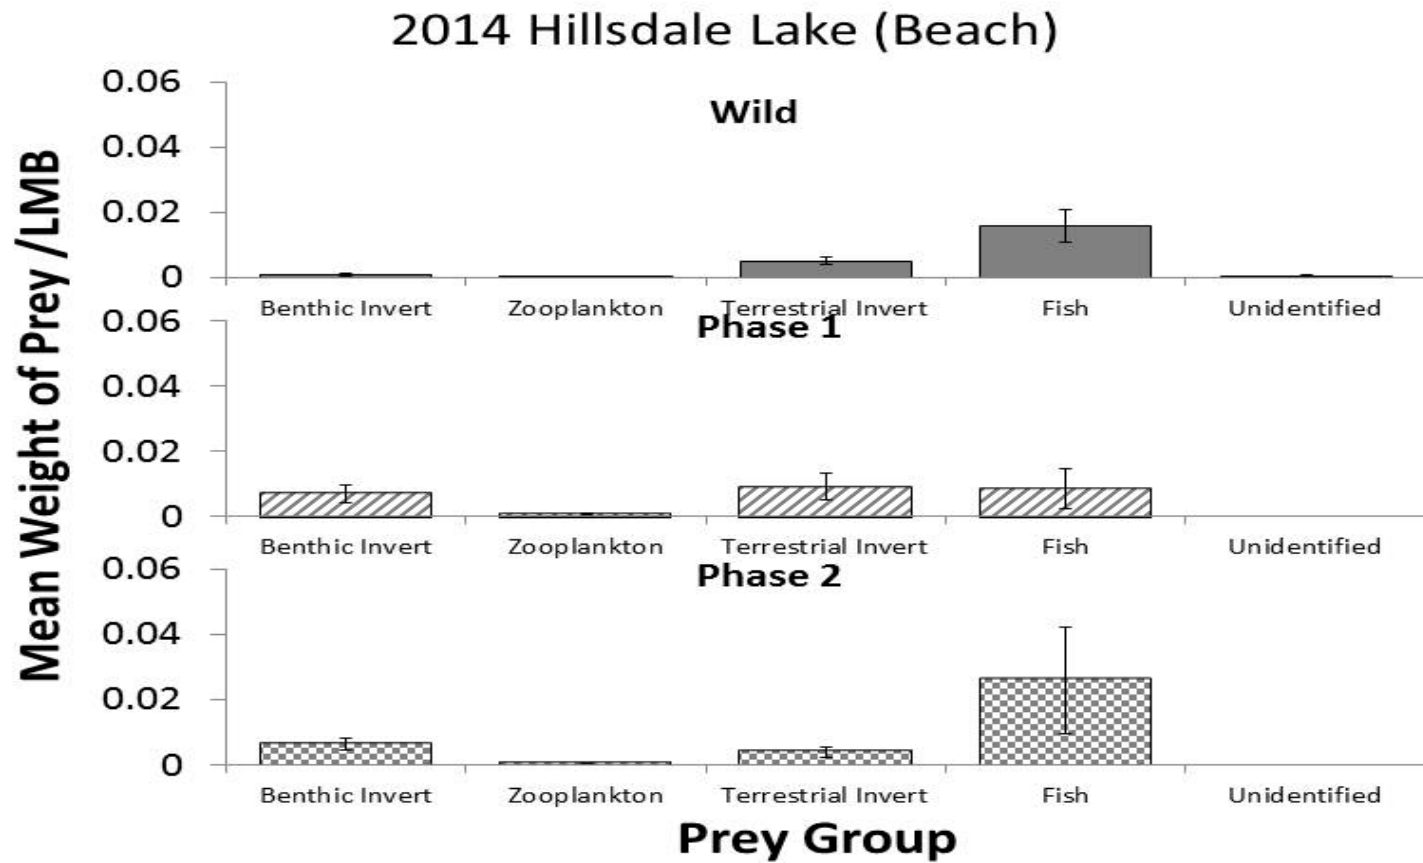 2014 Hillsdale Lake (Beach)
Mean Weight of Prey /LMB
Wild
0.06
0.04
0.02
0
Benthic Invert Zooplankton Terrestrial Invert Fish Unidentified
Phase 1
0.06
0.04
0.02
0
Benthic Invert Zooplankton Terrestrial Invert Fish Unidentified
Phase 2
0.06
0.04
0.02
0
Benthic Invert Zooplankton Terrestrial Invert Fish Unidentified
Prey Group